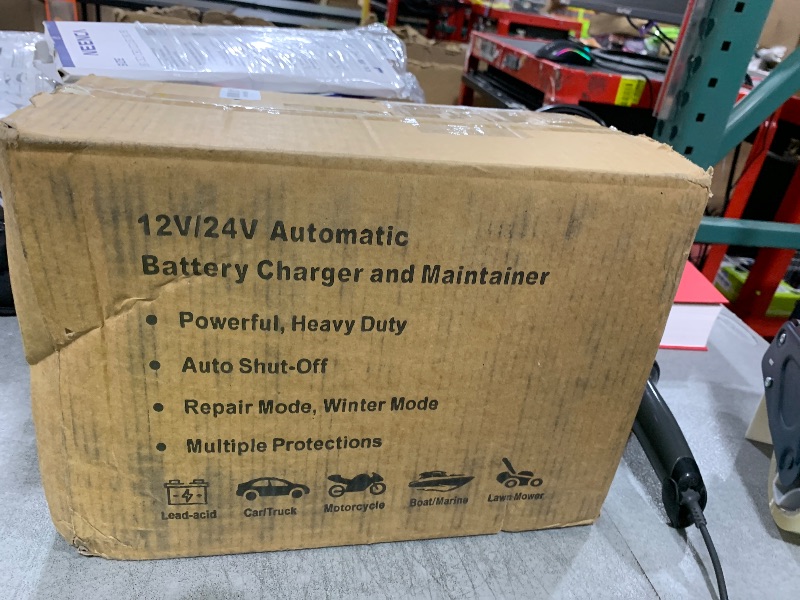 12V/24V Automatic
Battery Charger and Maintainer
• Powerful, Heavy Duty
• Auto Shut-Off
• Repair Mode, Winter Mode
• Multiple Protections
Lead-acid Car/Truck Motorcycle Boat/Marine Lawn-Mower